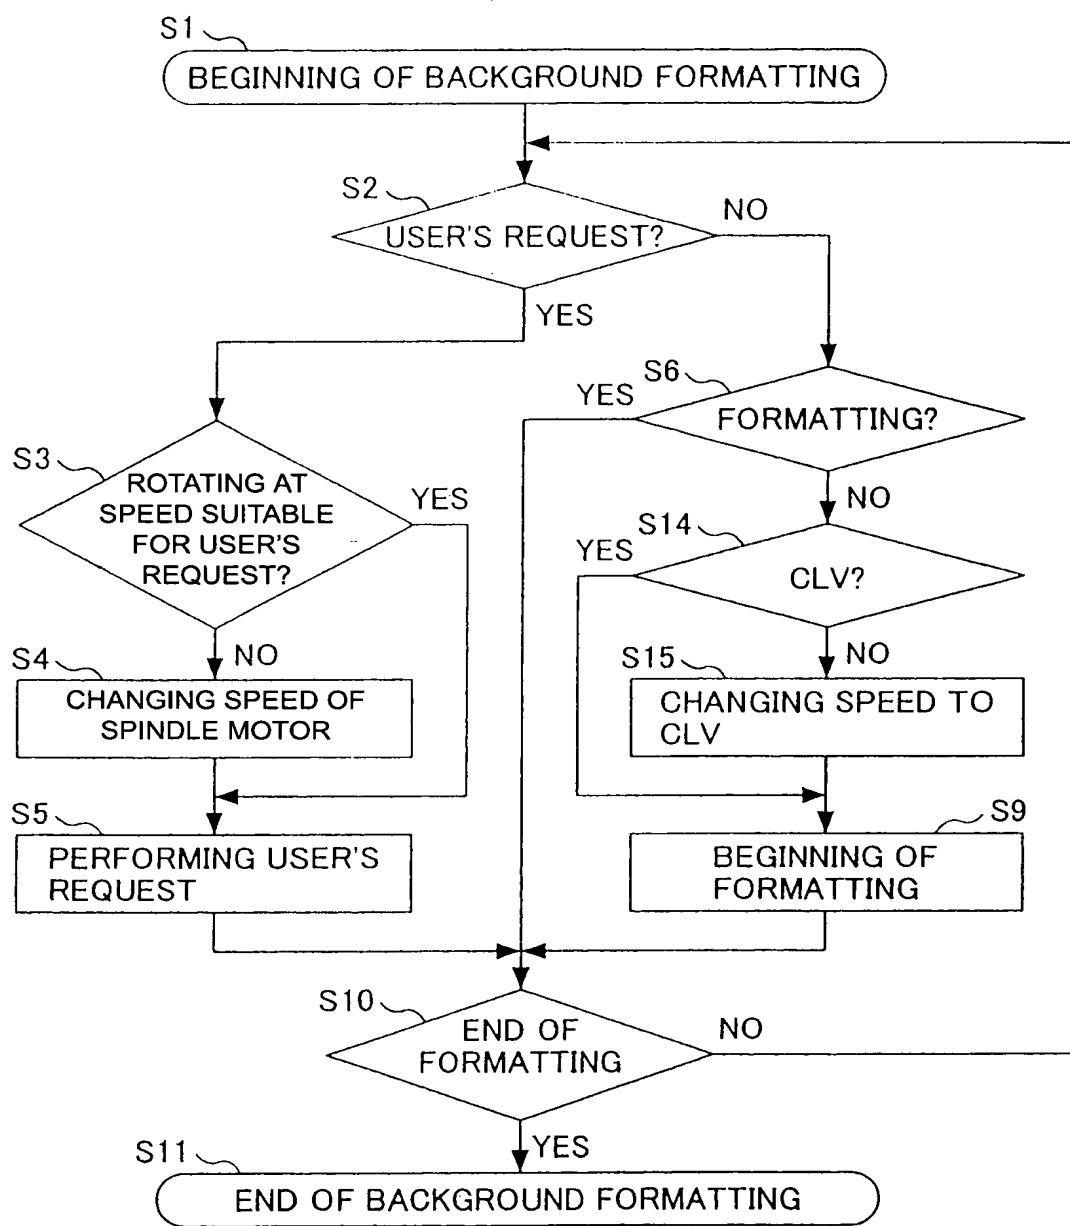 S1
BEGINNING OF BACKGROUND FORMATTING
S2
USER'S REQUEST?
NO
YES
S6
YES
FORMATTING?
NO
S3
ROTATING AT
SPEED SUITABLE
FOR USER'S
REQUEST?
YES
NO
S14
YES
CLV?
NO
S4
CHANGING SPEED OF
SPINDLE MOTOR
S15
CHANGING SPEED TO
CLV
S5
PERFORMING USER'S
REQUEST
S9
BEGINNING OF
FORMATTING
S10
END OF
FORMATTING
NO
YES
S11
END OF BACKGROUND FORMATTING